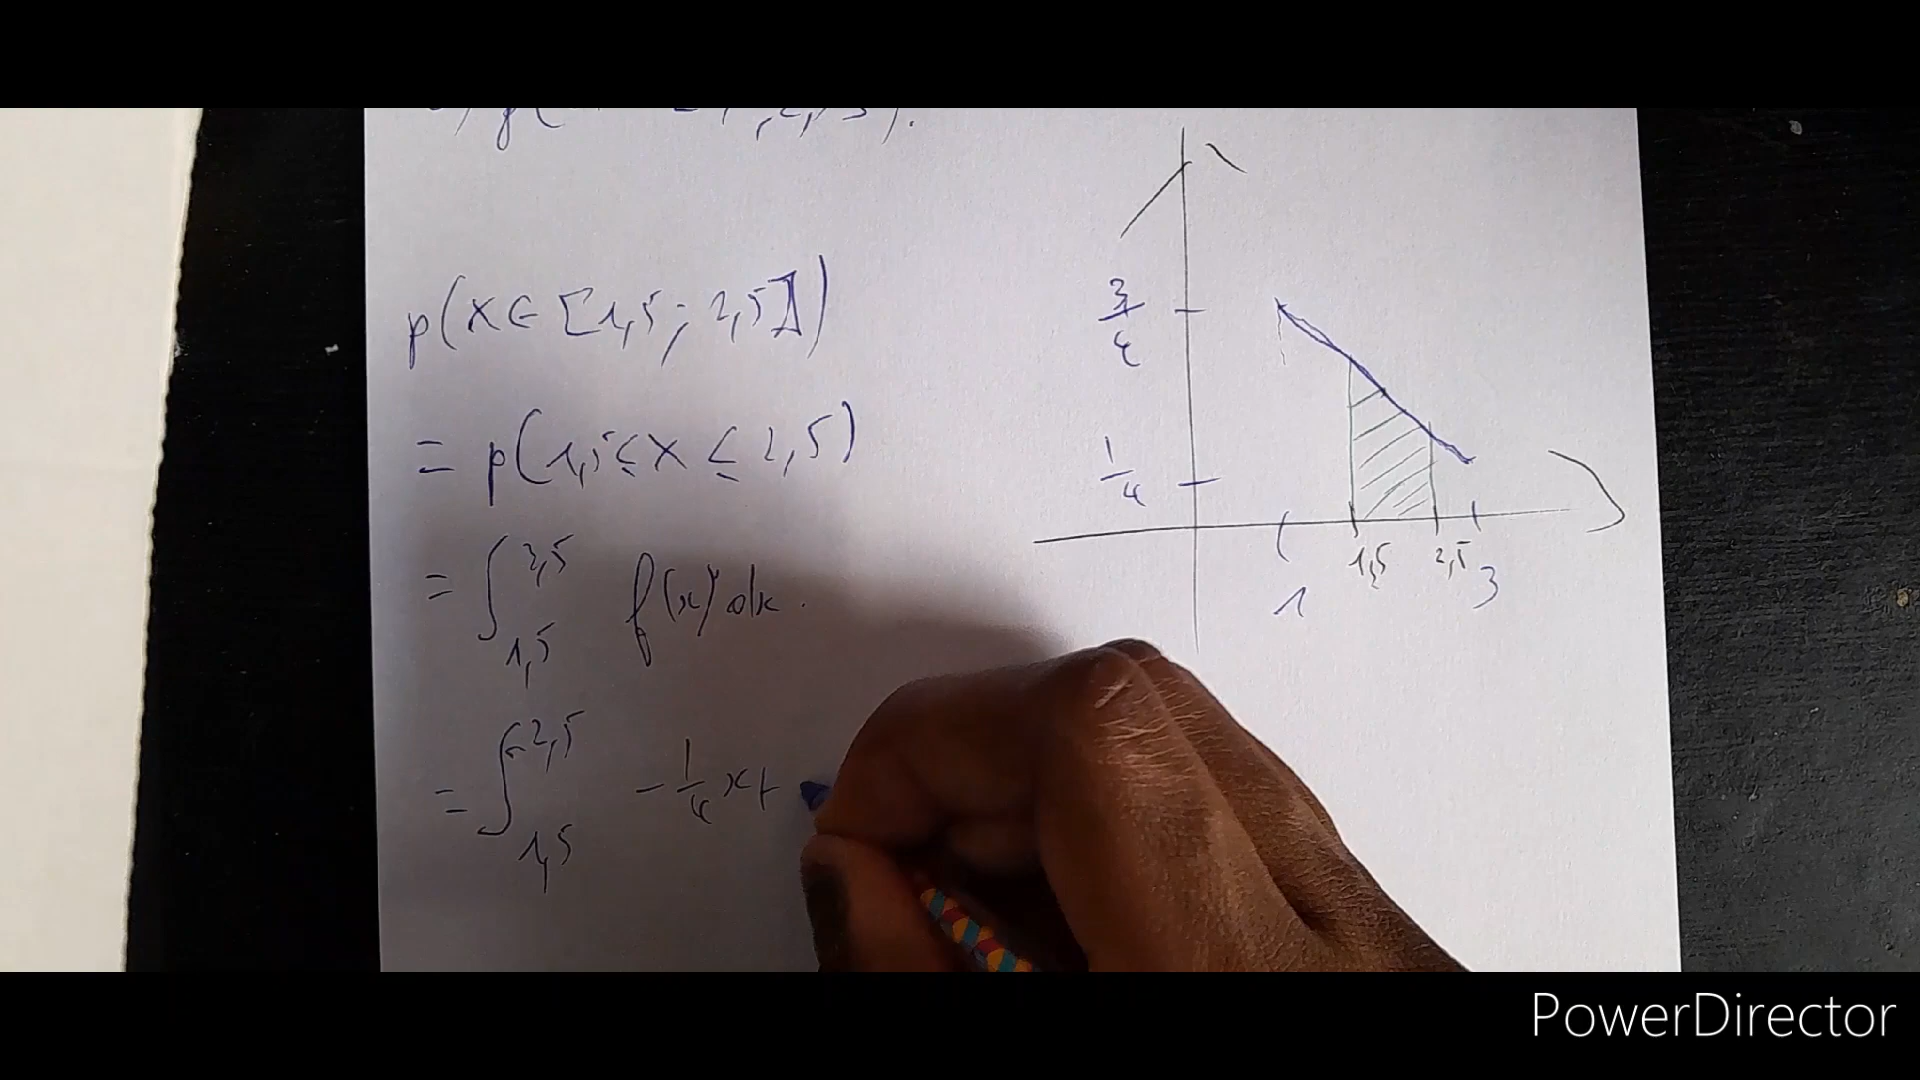 p(X∈[1,5; 2,5])
= p(1,5≤X≤2,5)
= ∫_{1,5}^{2,5} f(x)dx.
= ∫_{1,5}^{2,5} -1/4 x+
3/4
1/4
1,5 2,5 3
1
PowerDirector